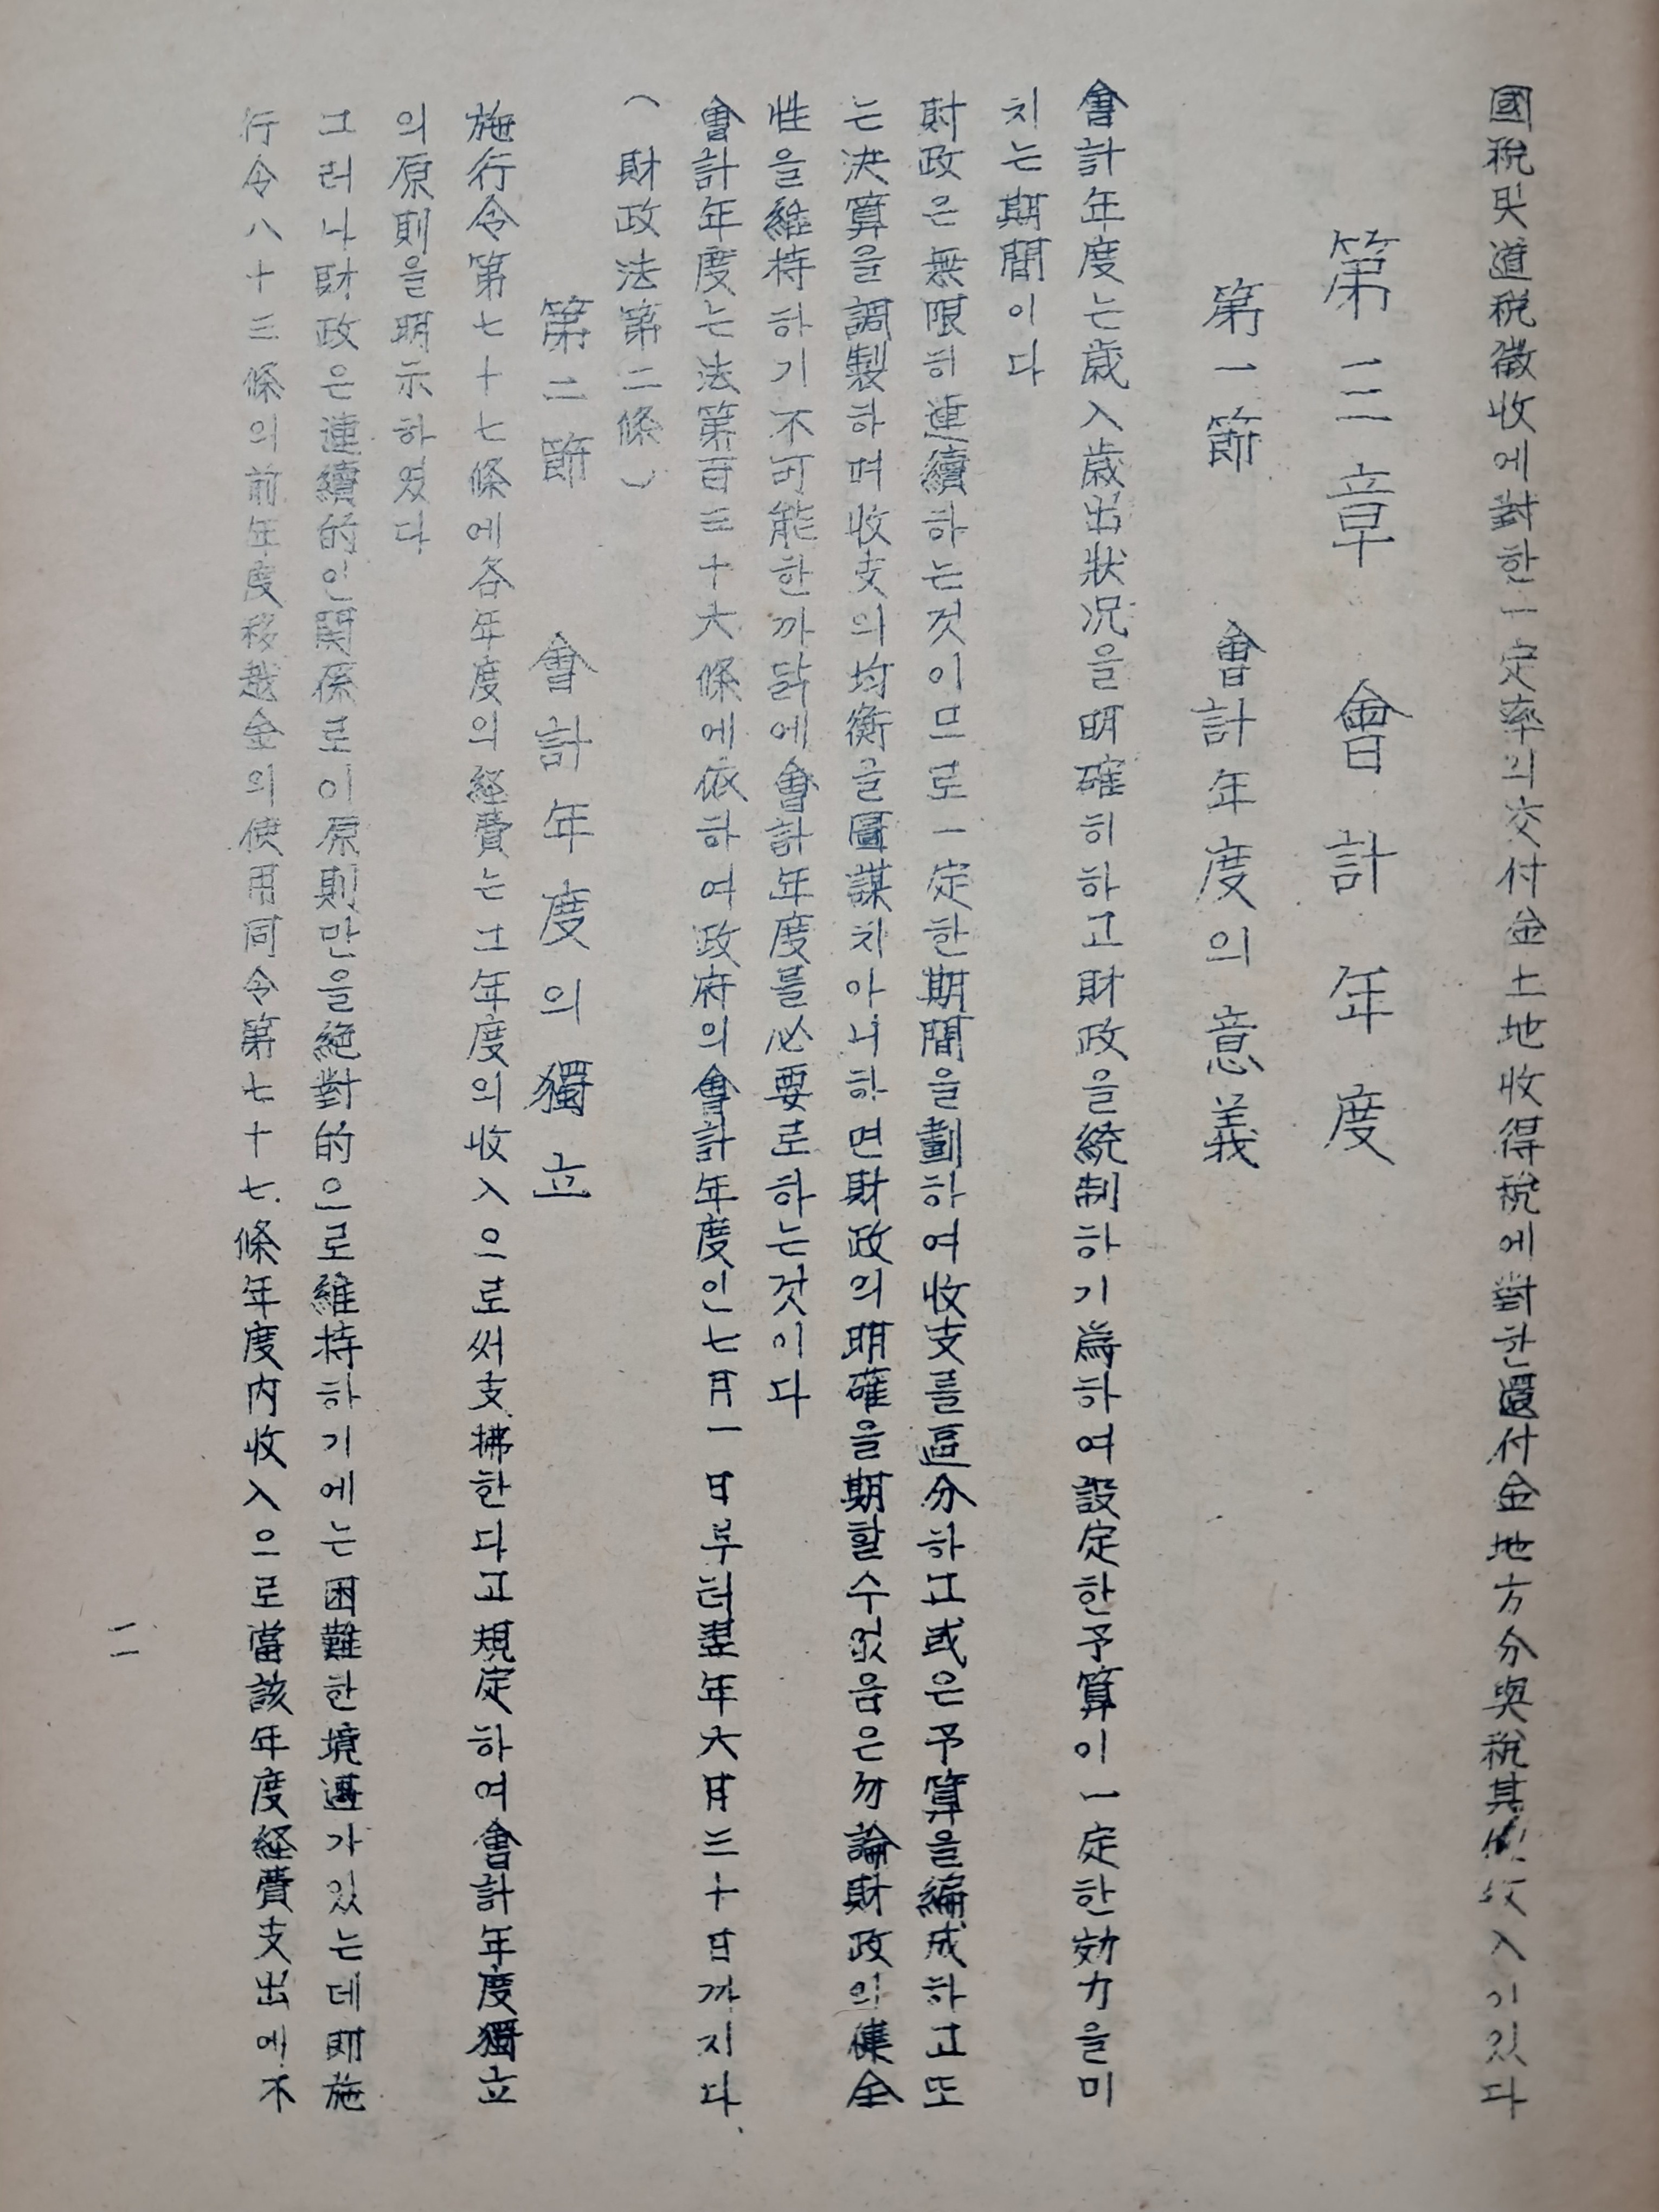 國稅및道稅徵收에對한一定率의交付金土地收得稅에對한還付金地方分與稅其他收入이있다
第三章 會計年度
第一節 會計年度의意義
會計年度는歲入歲出狀況을明確히하고財政을統制하기爲하여設定한予算이一定한効力을미
치는期間이다
財政은無限히連續하는것이므로一定한期間을劃하여收支를區分하고或은予算을編成하고또
는決算을調製하며收支의均衡을圖謀치아니하면財政의明確을期할수없음은勿論財政의健全
性을維持하기不可能한까닭에會計年度를必要로하는것이다
會計年度는法第百三十六條에依하여政府의會計年度인七月一日부터翌年六月三十日까지다.
(財政法第二條)
第二節 會計年度의獨立
施行令第七十七條에各年度의経費는그年度의收入으로써支拂한다고規定하여會計年度獨立
의原則을明示하였다
그러나財政은連續的인関係로이原則만을絶對的으로維持하기에는困難한境遇가있는데即施
行令八十三條의前年度移越金의使用同令第七十七條年度內收入으로當該年度経費支出에不
二